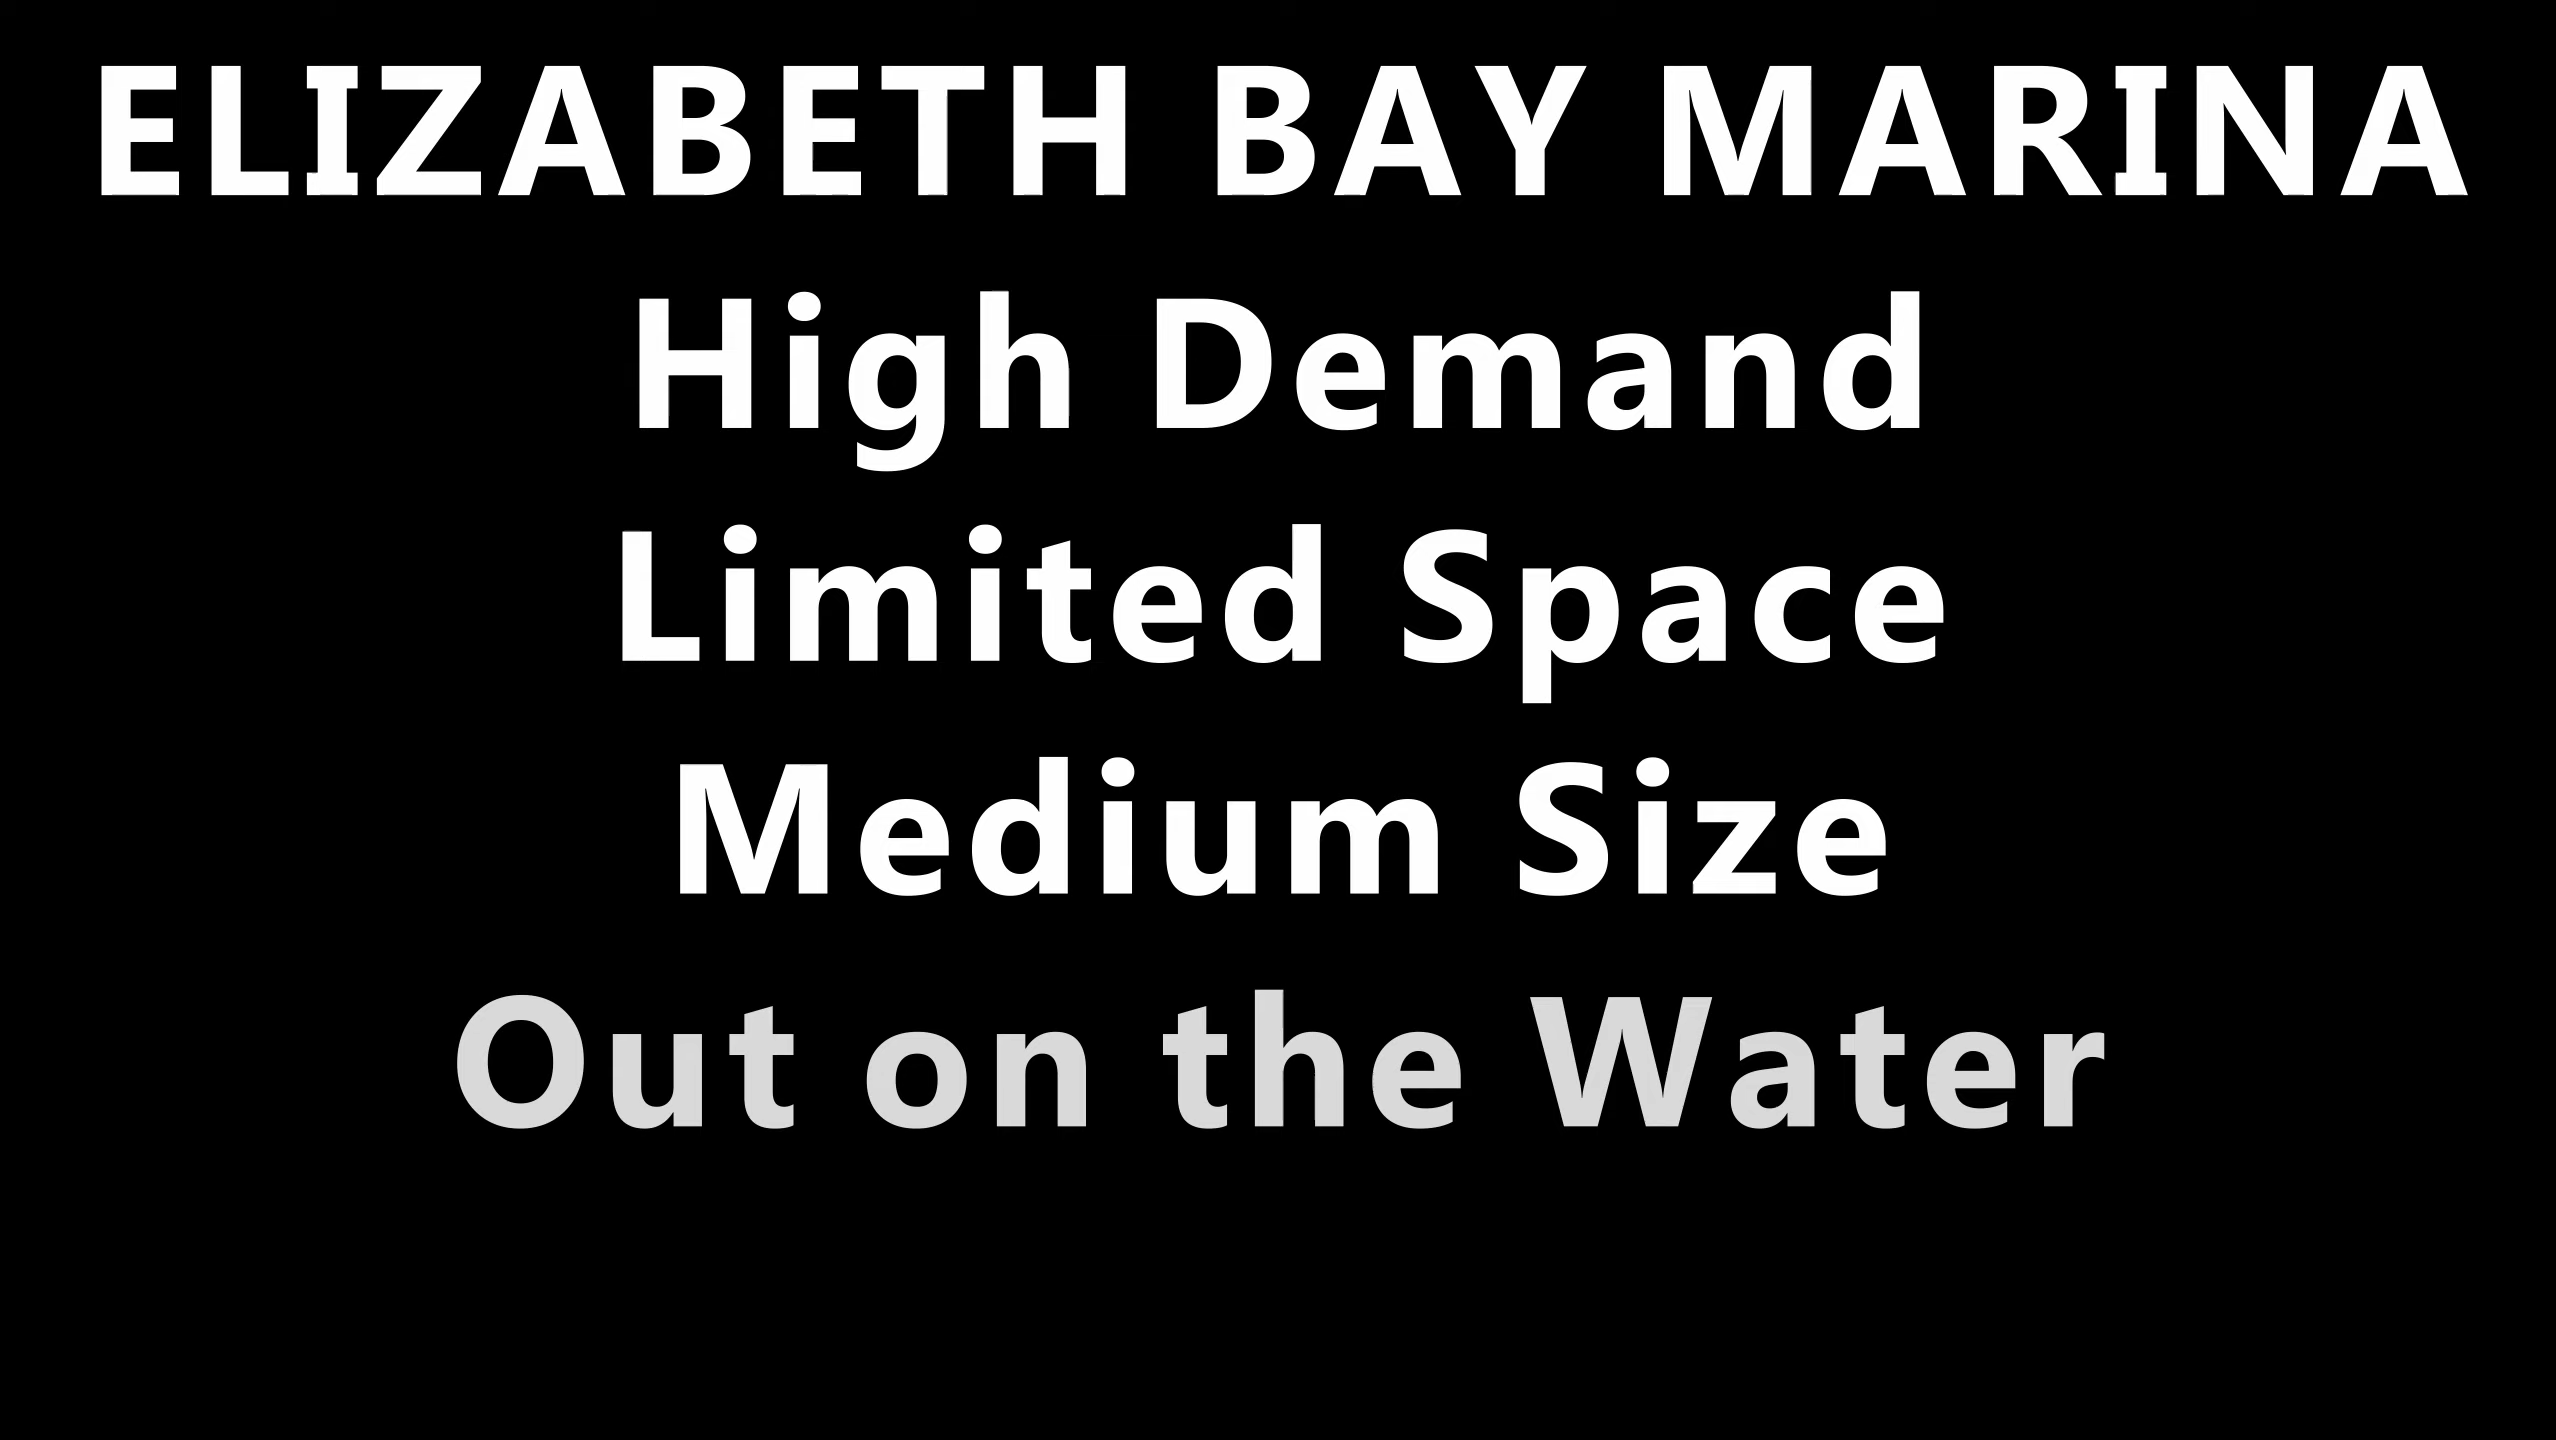 ELIZABETH BAY MARINA
High Demand
Limited Space
Medium Size
Out on the Water